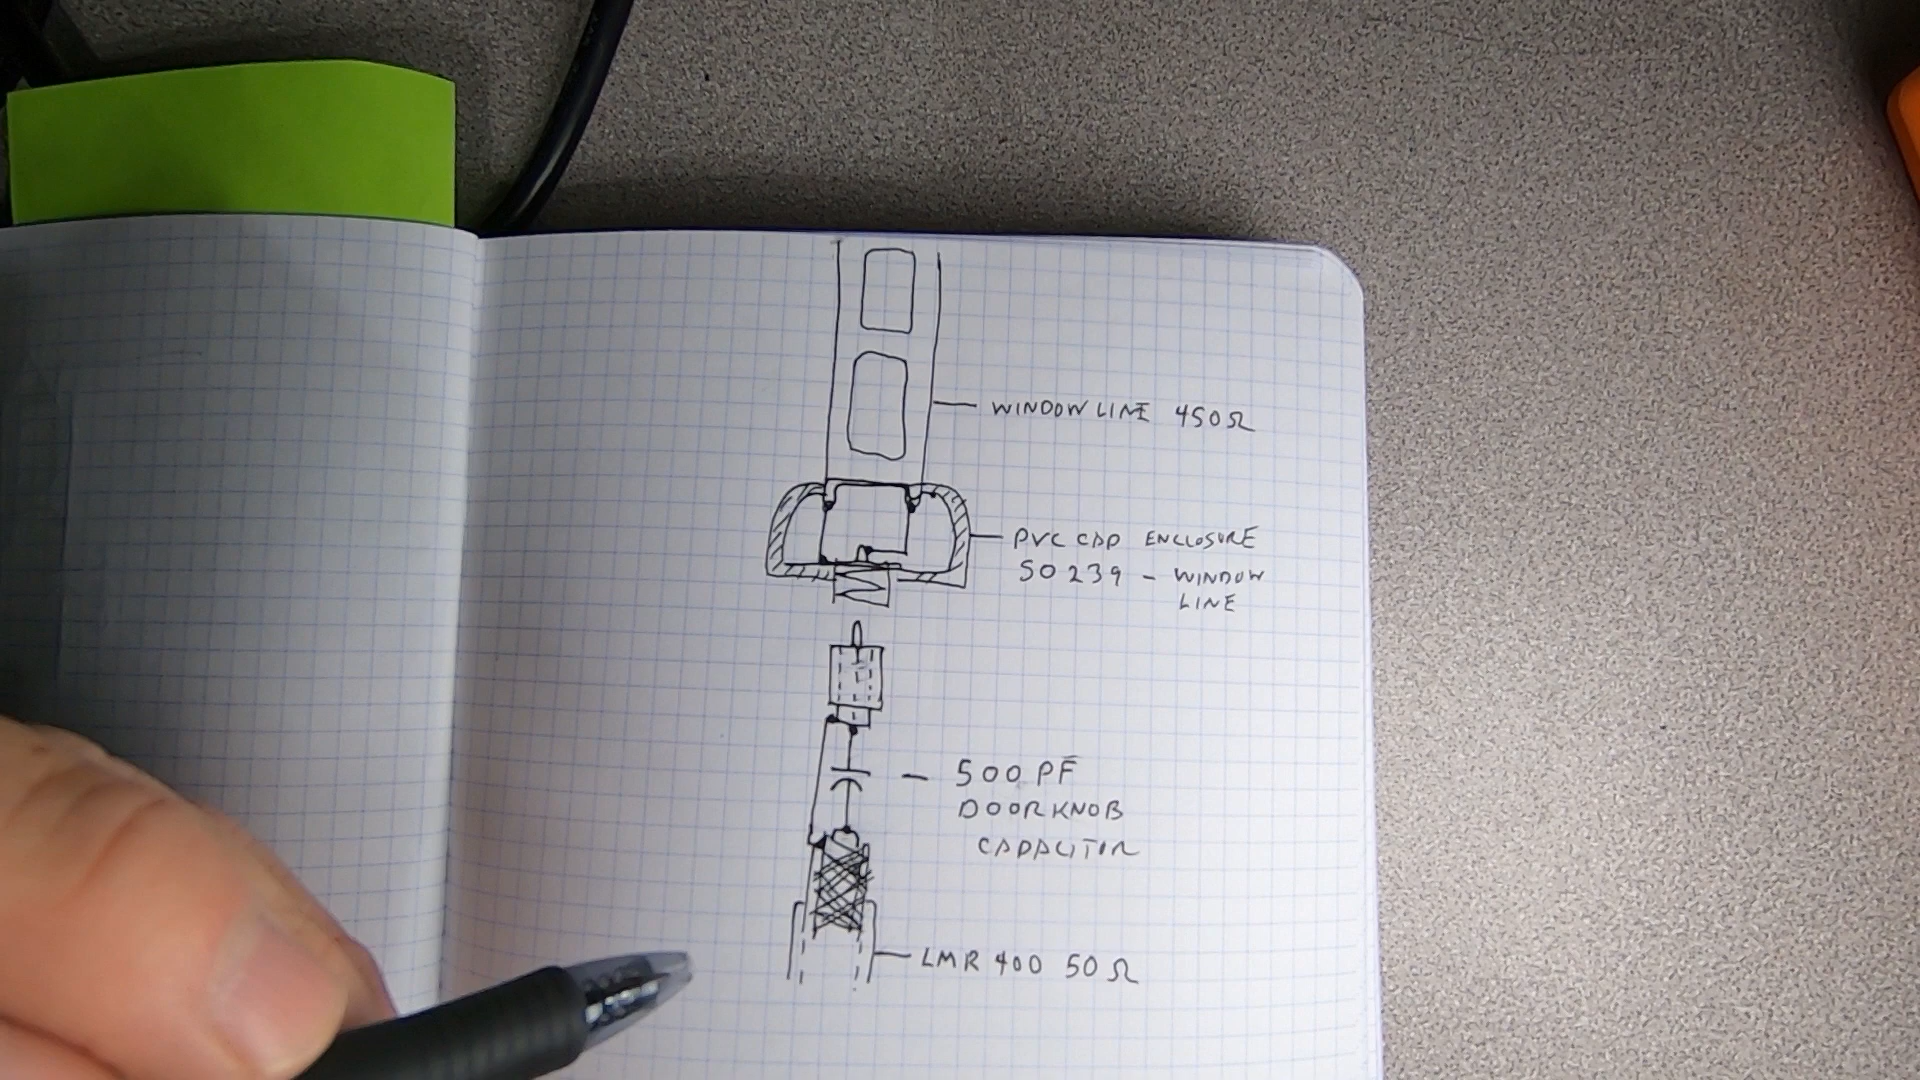 WINDOW LINE 450Ω
PVC CAP ENCLOSURE
SO239 - WINDOW
LINE
500 PF
DOORKNOB
CAPACITOR
LMR 400 50Ω